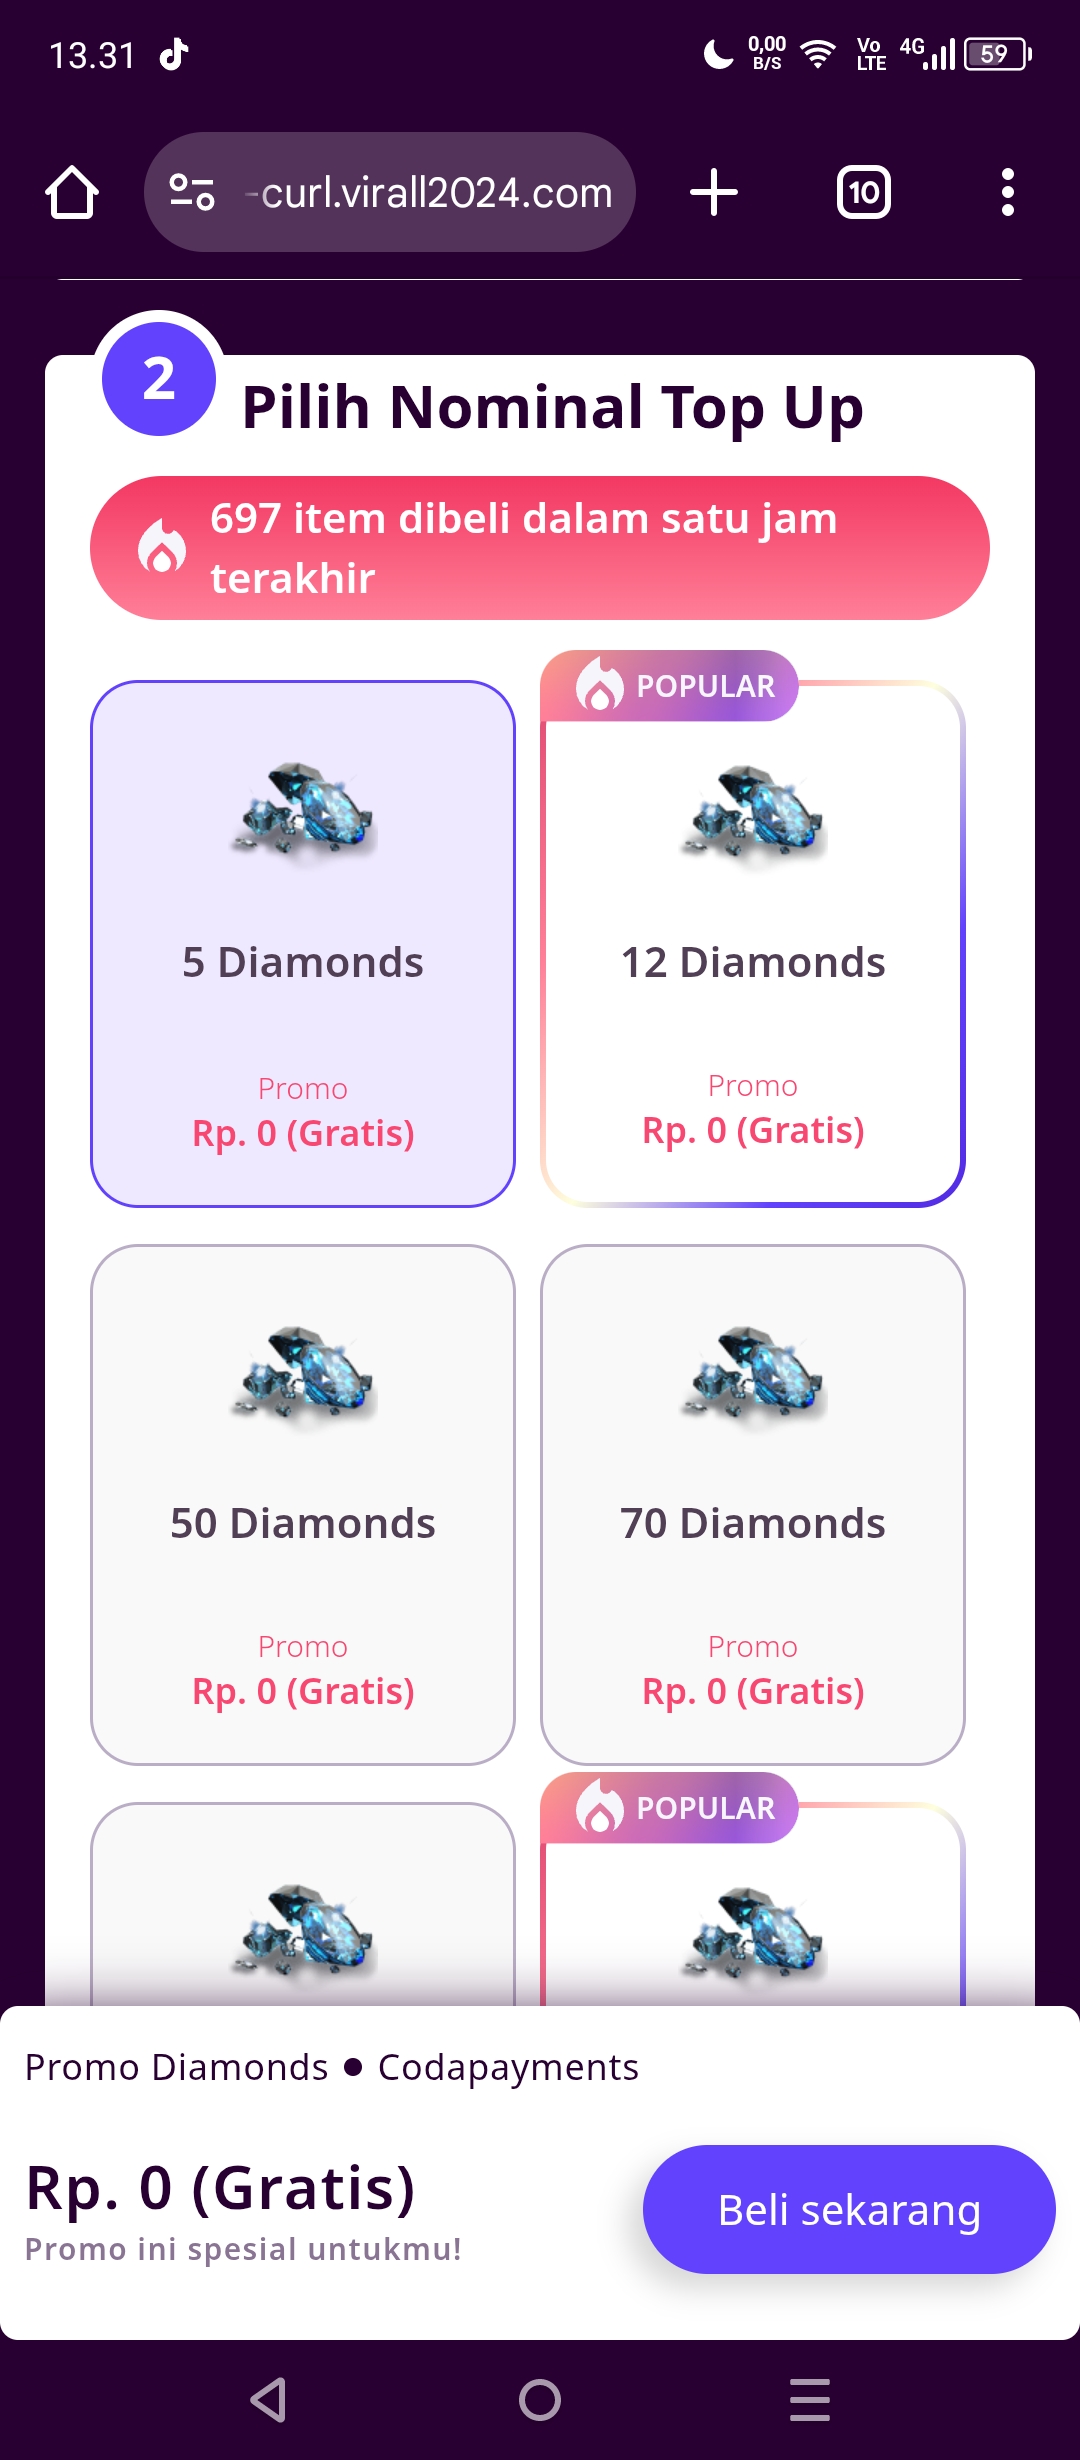 13.31
0,00
B/S
Vo
LTE
4G
59
-curl.virall2024.com
10
2
Pilih Nominal Top Up
697 item dibeli dalam satu jam
terakhir
POPULAR
5 Diamonds
12 Diamonds
Promo
Rp. 0 (Gratis)
Promo
Rp. 0 (Gratis)
50 Diamonds
70 Diamonds
Promo
Rp. 0 (Gratis)
Promo
Rp. 0 (Gratis)
POPULAR
Promo Diamonds ● Codapayments
Rp. 0 (Gratis)
Promo ini spesial untukmu!
Beli sekarang